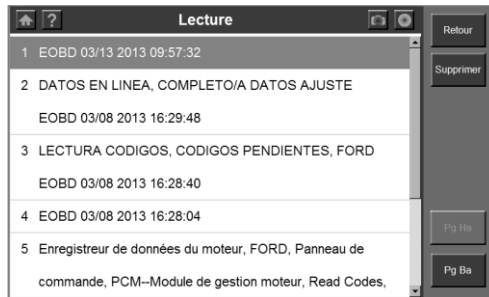 ?
Lecture
Retour
Supprimer
1 EOBD 03/13 2013 09:57:32
2 DATOS EN LINEA, COMPLETO/A DATOS AJUSTE
EOBD 03/08 2013 16:29:48
3 LECTURA CODIGOS, CODIGOS PENDIENTES, FORD
EOBD 03/08 2013 16:28:40
4 EOBD 03/08 2013 16:28:04
5 Enregistreur de données du moteur, FORD, Panneau de
commande, PCM--Module de gestion moteur, Read Codes,
Pg Ha
Pg Ba